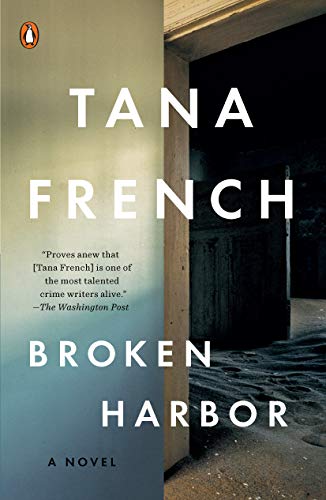 TANA
FRENCH
“Proves anew that
[Tana French] is one of
the most talented
crime writers alive.”
—The Washington Post
BROKEN
HARBOR
A NOVEL